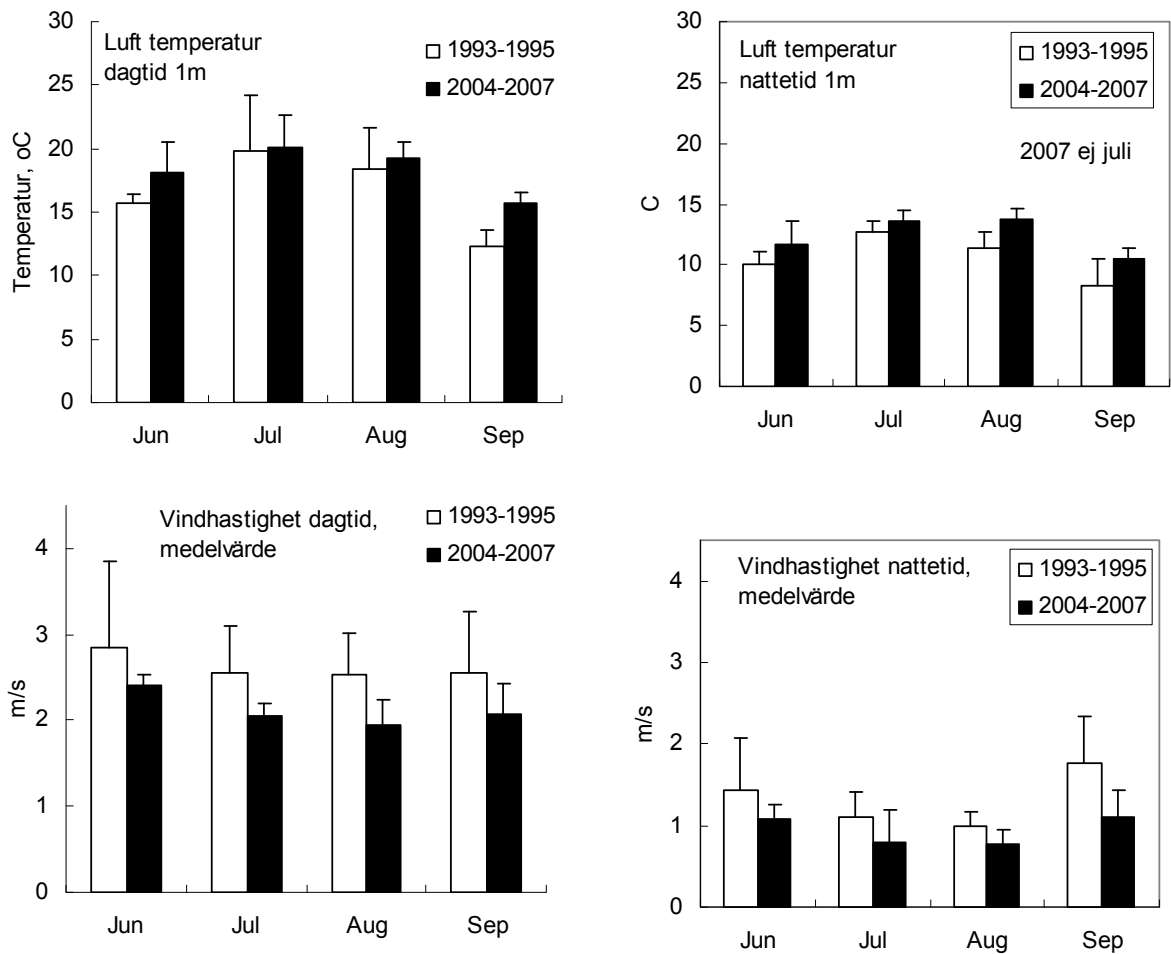 Luft temperatur
dagtid 1m
1993-1995
2004-2007
Temperatur, oC
30
25
20
15
10
5
0
Jun Jul Aug Sep
Luft temperatur
nattetid 1m
1993-1995
2004-2007
2007 ej juli
C
30
25
20
15
10
5
0
Jun Jul Aug Sep
Vindhastighet dagtid,
medelvärde
1993-1995
2004-2007
m/s
4
3
2
1
0
Jun Jul Aug Sep
Vindhastighet nattetid,
medelvärde
1993-1995
2004-2007
m/s
4
3
2
1
0
Jun Jul Aug Sep